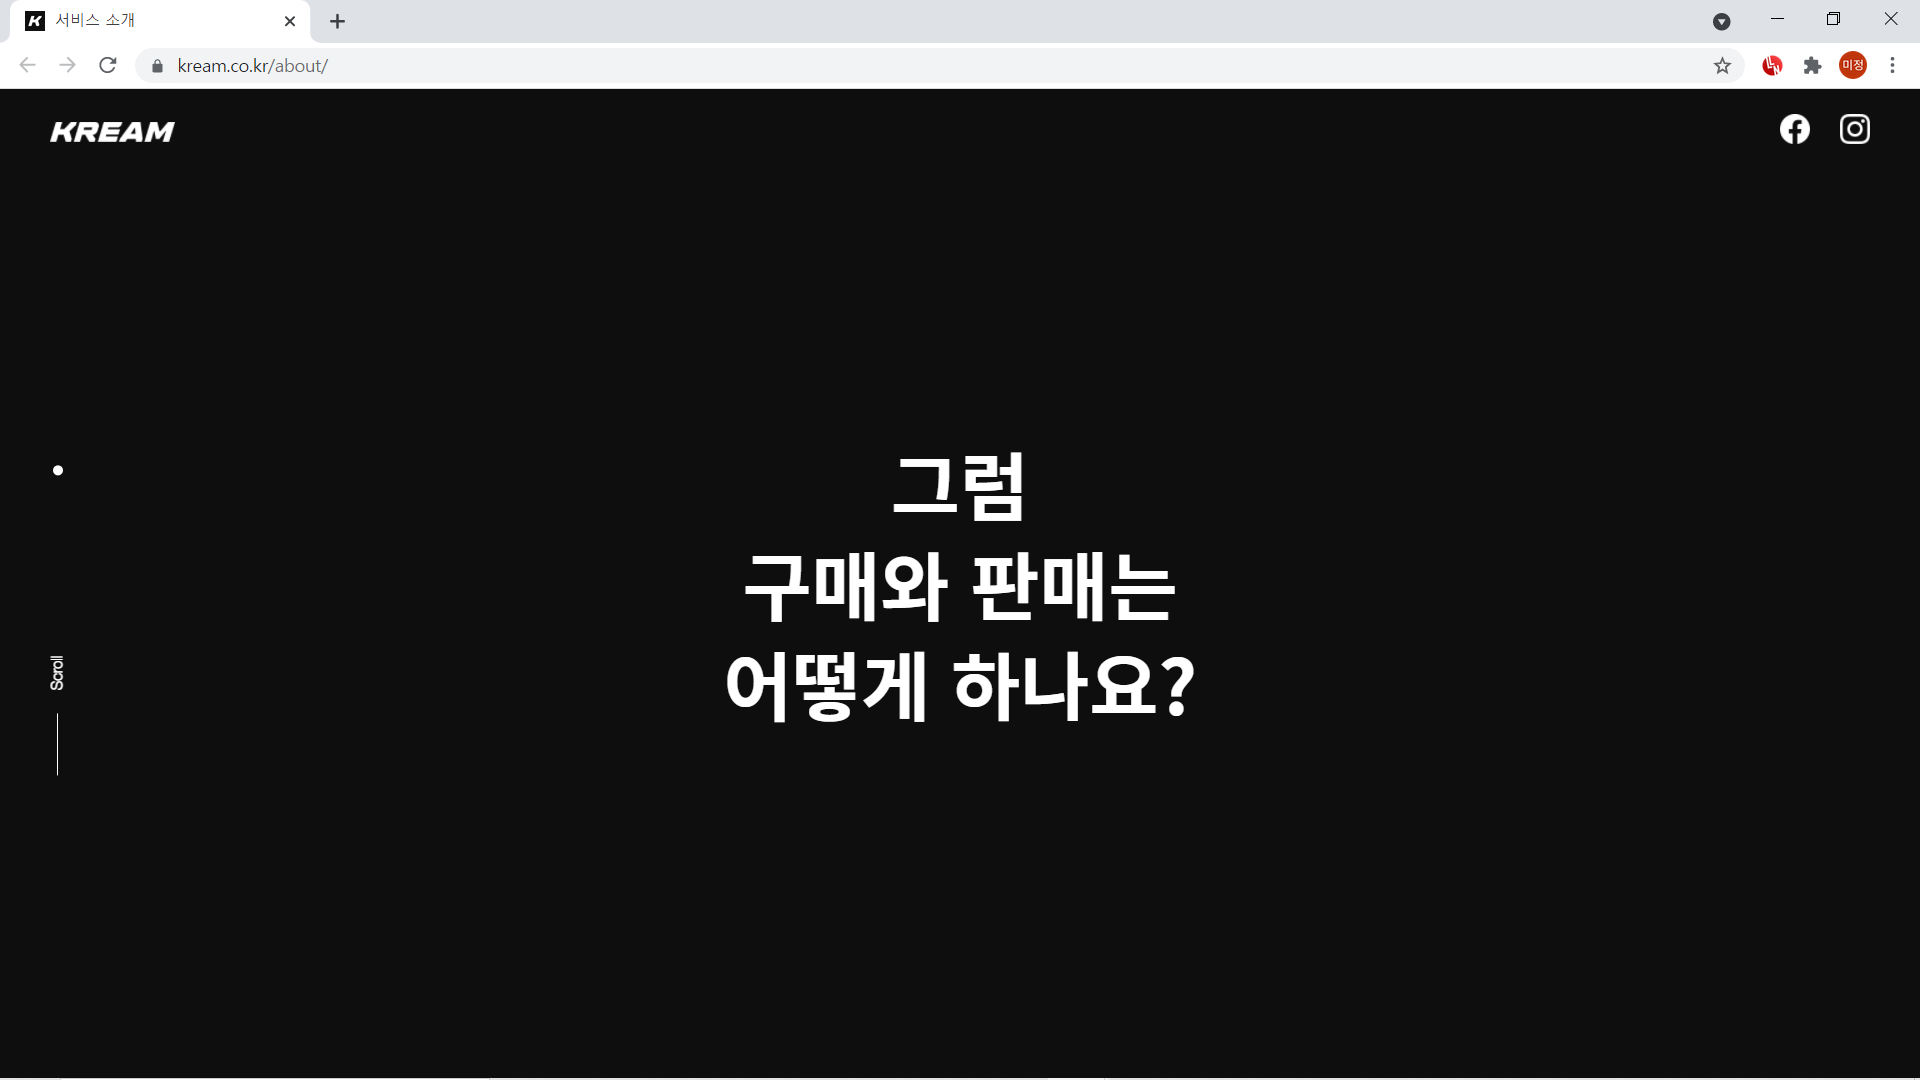 서비스 소개
kream.co.kr/about/
미정
KREAM
그럼
구매와 판매는
어떻게 하나요?
Scroll